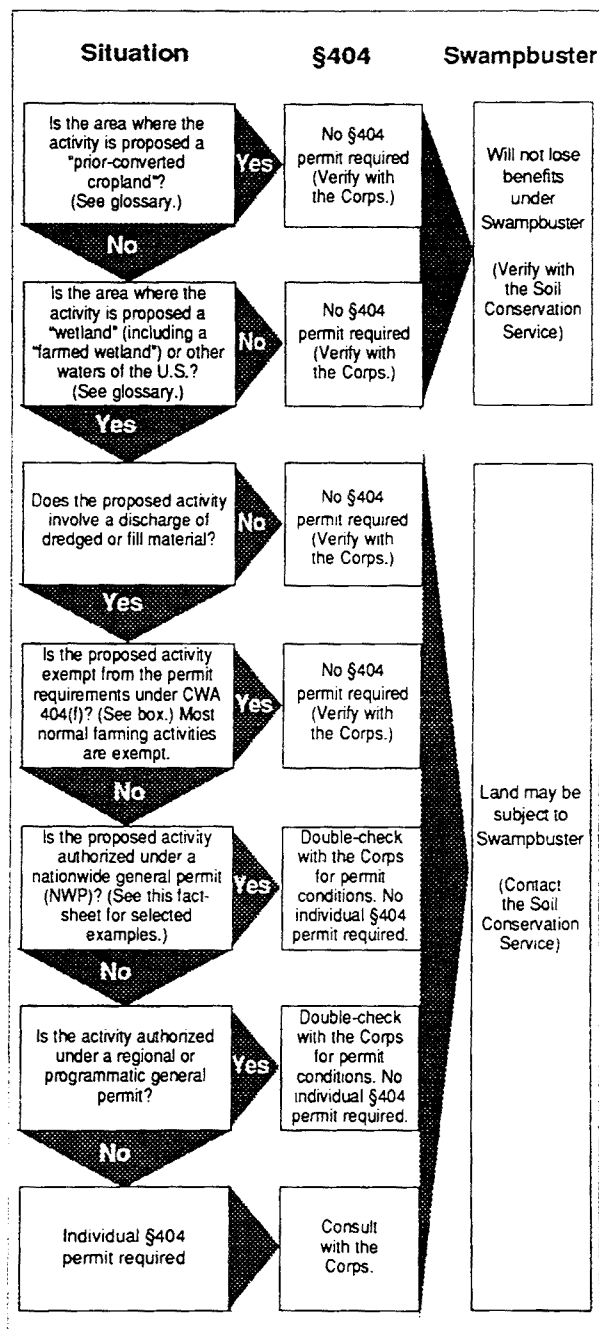 Situation
§404
Swampbuster
Is the area where the
activity is proposed a
"prior-converted
cropland"?
(See glossary.)
Yes
No §404
permit required
(Verify with
the Corps.)
Will not lose
benefits
under
Swampbuster
(Verify with
the Soil
Conservation
Service)
No
Is the area where the
activity is proposed a
"wetland" (including a
"farmed wetland") or other
waters of the U.S.?
(See glossary.)
No
No §404
permit required
(Verify with
the Corps.)
Yes
Does the proposed activity
involve a discharge of
dredged or fill material?
No
No §404
permit required
(Verify with
the Corps.)
Yes
Is the proposed activity
exempt from the permit
requirements under CWA
404(f)? (See box.) Most
normal farming activities
are exempt.
Yes
No §404
permit required
(Verify with
the Corps.)
No
Is the proposed activity
authorized under a
nationwide general permit
(NWP)? (See this fact-
sheet for selected
examples.)
Yes
Double-check
with the Corps
for permit
conditions. No
individual §404
permit required.
Land may be
subject to
Swampbuster
(Contact
the Soil
Conservation
Service)
No
Is the activity authorized
under a regional or
programmatic general
permit?
Yes
Double-check
with the Corps
for permit
conditions. No
individual §404
permit required.
No
Individual §404
permit required
Consult
with the
Corps.